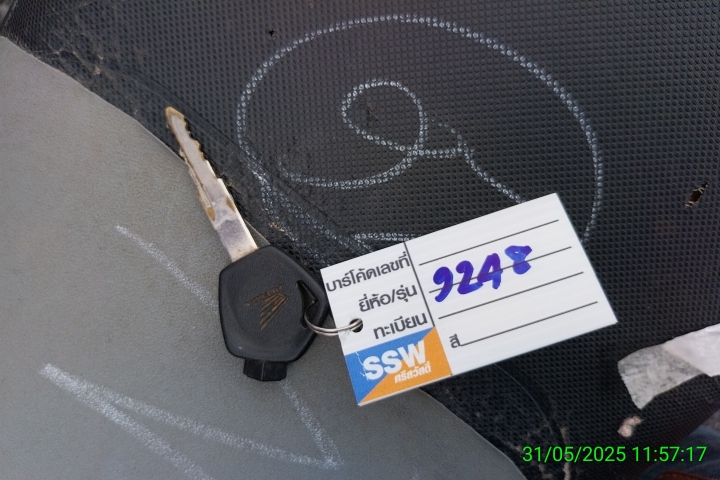 บาร์โค้ดเลขที่
ยี่ห้อ/รุ่น
ทะเบียน
9248
สี
SSW
ศรีสวัสดิ์
31/05/2025 11:57:17